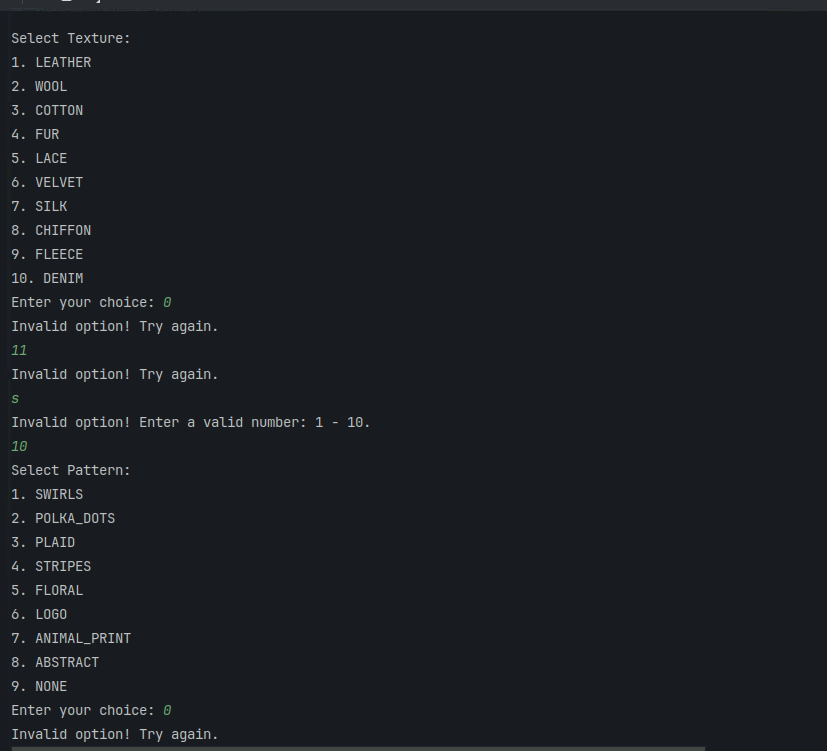 Select Texture:
1. LEATHER
2. WOOL
3. COTTON
4. FUR
5. LACE
6. VELVET
7. SILK
8. CHIFFON
9. FLEECE
10. DENIM
Enter your choice: 0
Invalid option! Try again.
11
Invalid option! Try again.
s
Invalid option! Enter a valid number: 1 - 10.
10
Select Pattern:
1. SWIRLS
2. POLKA_DOTS
3. PLAID
4. STRIPES
5. FLORAL
6. LOGO
7. ANIMAL_PRINT
8. ABSTRACT
9. NONE
Enter your choice: 0
Invalid option! Try again.